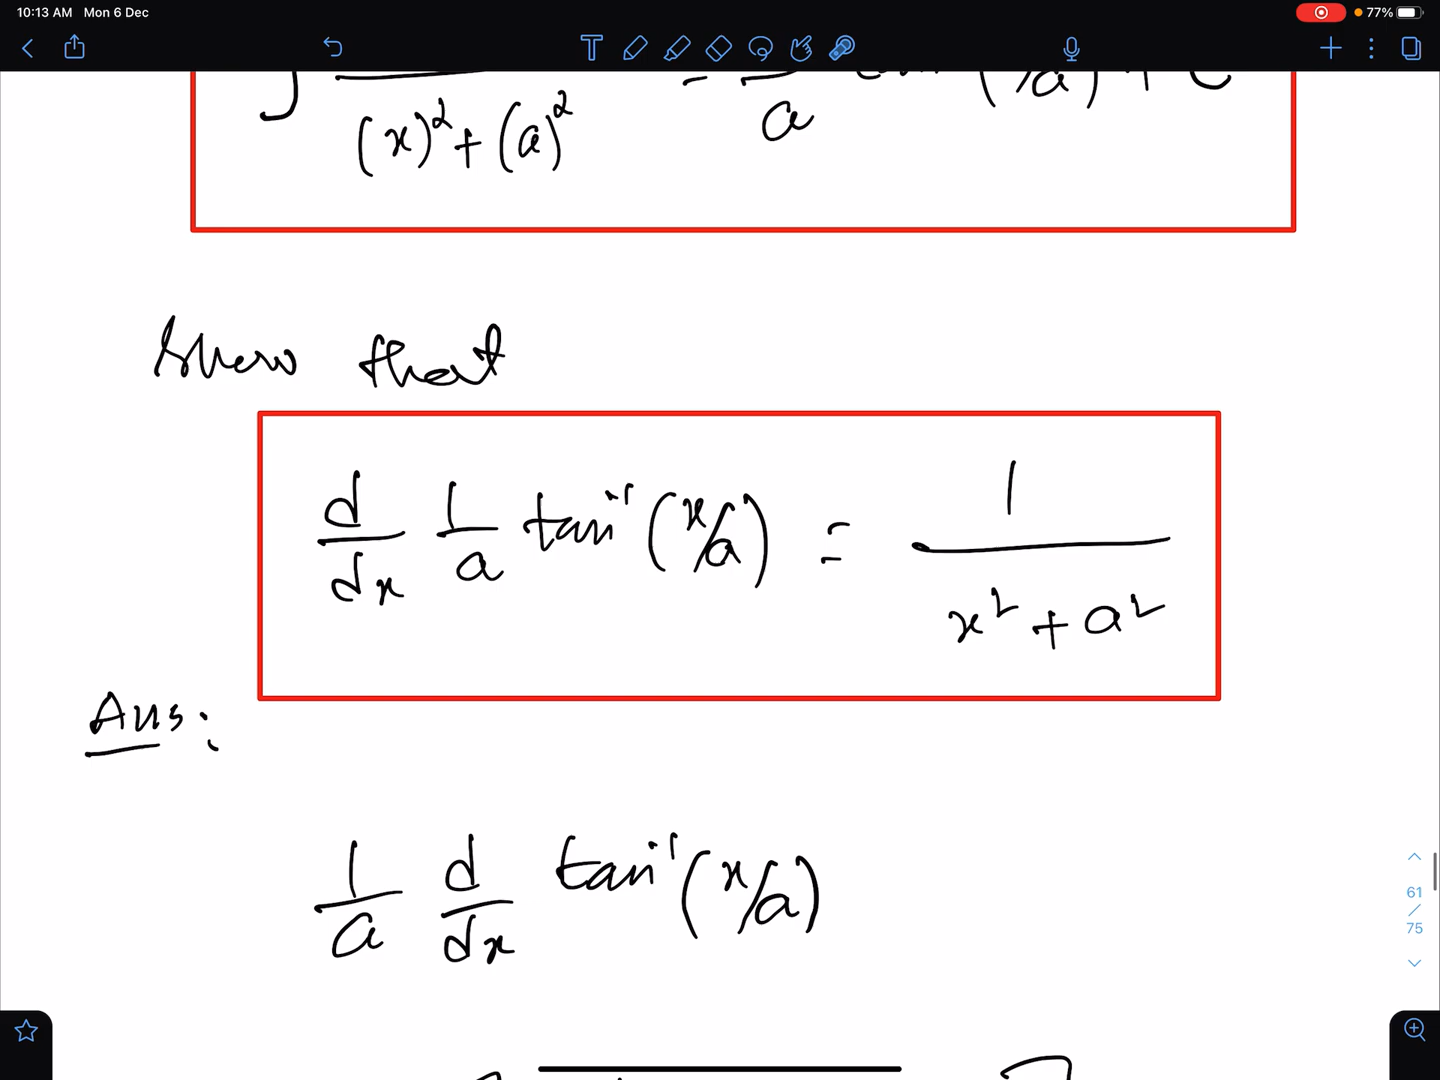 10:13 AM Mon 6 Dec
77%
T
∫ (x)² + (a)² = a (/a) + c
Show that
d/dx 1/a tan⁻¹(x/a) = 1/(x² + a²)
Ans:
1/a d/dx tan⁻¹(x/a)
61
/
75